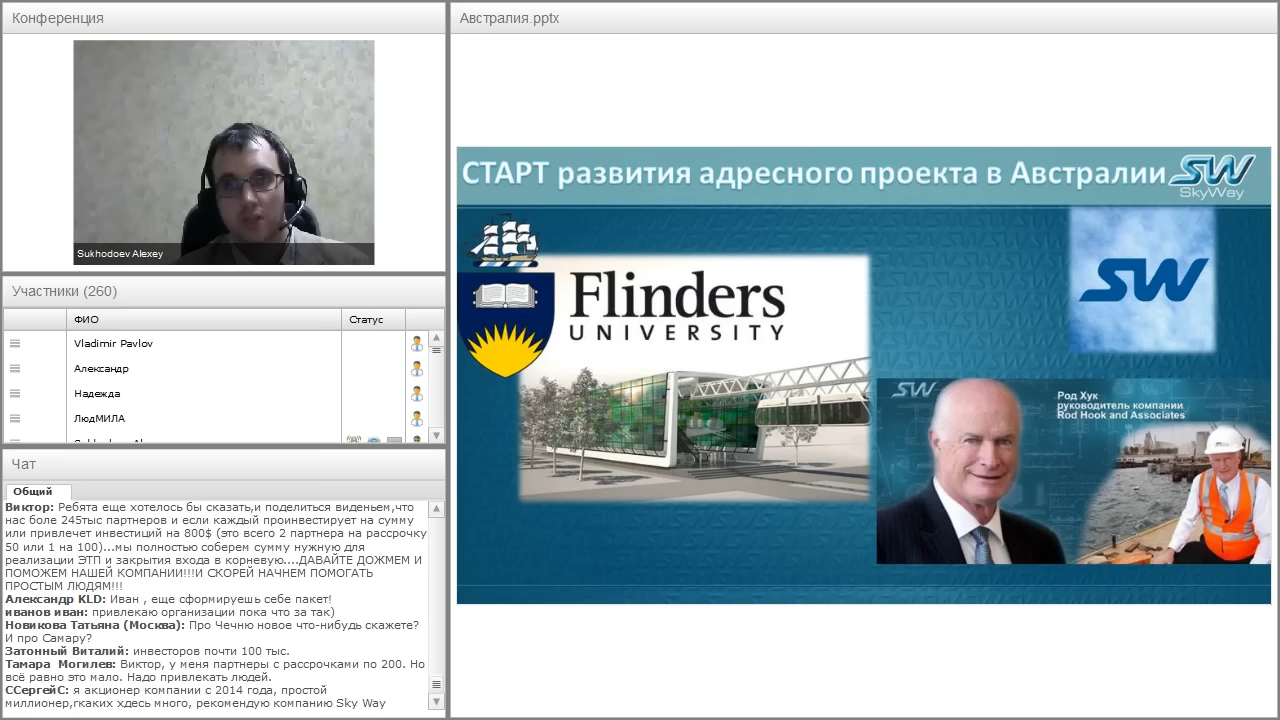 Конференция
Sukhodoev Alexey
Участники (260)
ФИО Статус
Vladimir Pavlov
Александр
Надежда
ЛюдМИЛА
Чат
Общий
Виктор: Ребята еще хотелось бы сказать,и поделиться виденьем,что
нас боле 245тыс партнеров и если каждый проинвестирует на сумму
или привлечет инвестиций на 800$ (это всего 2 партнера на рассрочку
50 или 1 на 100)...мы полностью соберем сумму нужную для
реализации ЭТП и закрытия входа в корневую....ДАВАЙТЕ ДОЖМЕМ И
ПОМОЖЕМ НАШЕЙ КОМПАНИИ!!!И СКОРЕЙ НАЧНЕМ ПОМОГАТЬ
ПРОСТЫМ ЛЮДЯМ!!!
Александр KLD: Иван , еще сформируешь себе пакет!
иванов иван: привлекаю организации пока что за так)
Новикова Татьяна (Москва): Про Чечню новое что-нибудь скажете?
И про Самару?
Затонный Виталий: инвесторов почти 100 тыс.
Тамара Могилев: Виктор, у меня партнеры с рассрочками по 200. Но
всё равно это мало. Надо привлекать людей.
ССергейС: я акционер компании с 2014 года, простой
миллионер,гкаких хдесь много, рекомендую компанию Sky Way
Австралия.pptx
СТАРТ развития адресного проекта в Австралии
SW
SkyWay
Flinders
UNIVERSITY
SW
SW
Род Хук
руководитель компании
Rod Hook and Associates